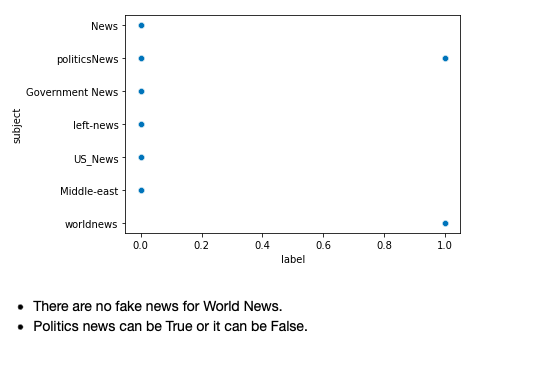 News
politicsNews
Government News
left-news
US_News
Middle-east
worldnews
subject
0.0 0.2 0.4 0.6 0.8 1.0
label
• There are no fake news for World News.
• Politics news can be True or it can be False.